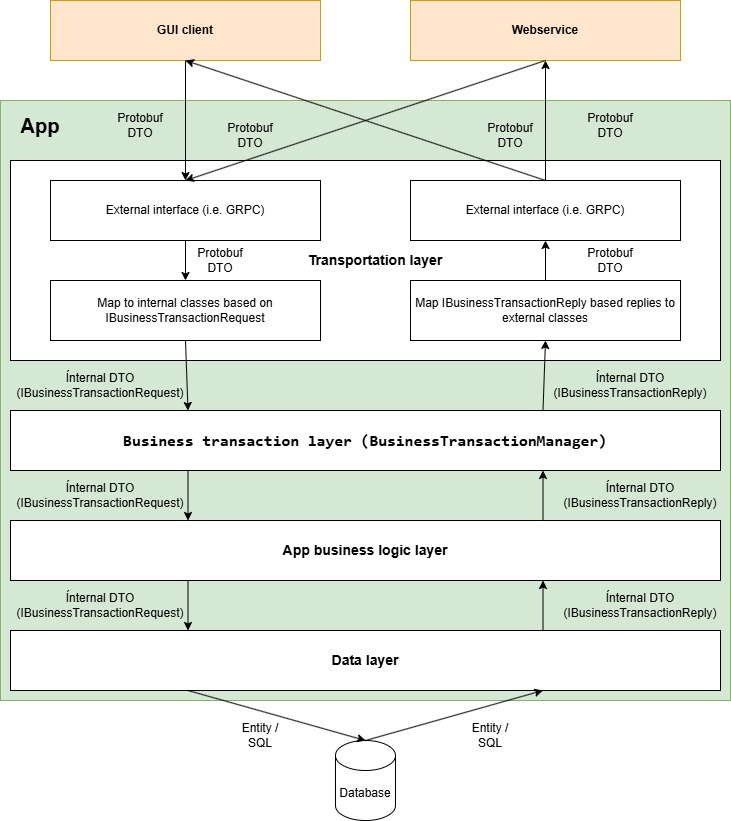 GUI client
Webservice
App
Protobuf
DTO
Protobuf
DTO
Protobuf
DTO
Protobuf
DTO
External interface (i.e. GRPC)
External interface (i.e. GRPC)
Protobuf
DTO
Transportation layer
Protobuf
DTO
Map to internal classes based on
IBusinessTransactionRequest
Map IBusinessTransactionReply based replies to
external classes
Ínternal DTO
(IBusinessTransactionRequest)
Ínternal DTO
(IBusinessTransactionReply)
Business transaction layer (BusinessTransactionManager)
Ínternal DTO
(IBusinessTransactionRequest)
Ínternal DTO
(IBusinessTransactionReply)
App business logic layer
Ínternal DTO
(IBusinessTransactionRequest)
Ínternal DTO
(IBusinessTransactionReply)
Data layer
Entity /
SQL
Entity /
SQL
Database